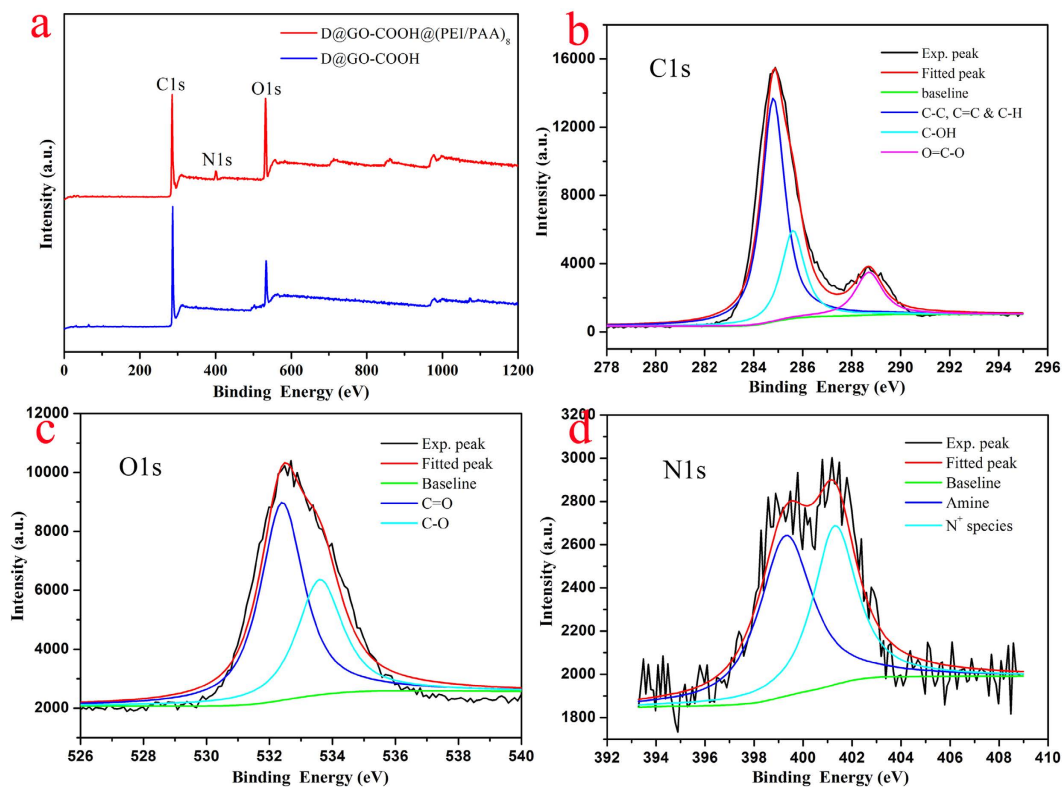 a
D@GO-COOH@(PEI/PAA)8
D@GO-COOH
C1s
O1s
N1s
Intensity (a.u.)
0 200 400 600 800 1000 1200
Binding Energy (eV)
b
C1s
Exp. peak
Fitted peak
baseline
C-C, C=C & C-H
C-OH
O=C-O
16000
12000
8000
4000
0
Intensity (a.u.)
278 280 282 284 286 288 290 292 294 296
Binding Energy (eV)
c
O1s
Exp. peak
Fitted peak
Baseline
C=O
C-O
12000
10000
8000
6000
4000
2000
Intensity (a.u.)
526 528 530 532 534 536 538 540
Binding Energy (eV)
d
N1s
Exp. peak
Fitted peak
Baseline
Amine
N+ species
3200
3000
2800
2600
2400
2200
2000
1800
Intensity (a.u.)
392 394 396 398 400 402 404 406 408 410
Binding Energy (eV)